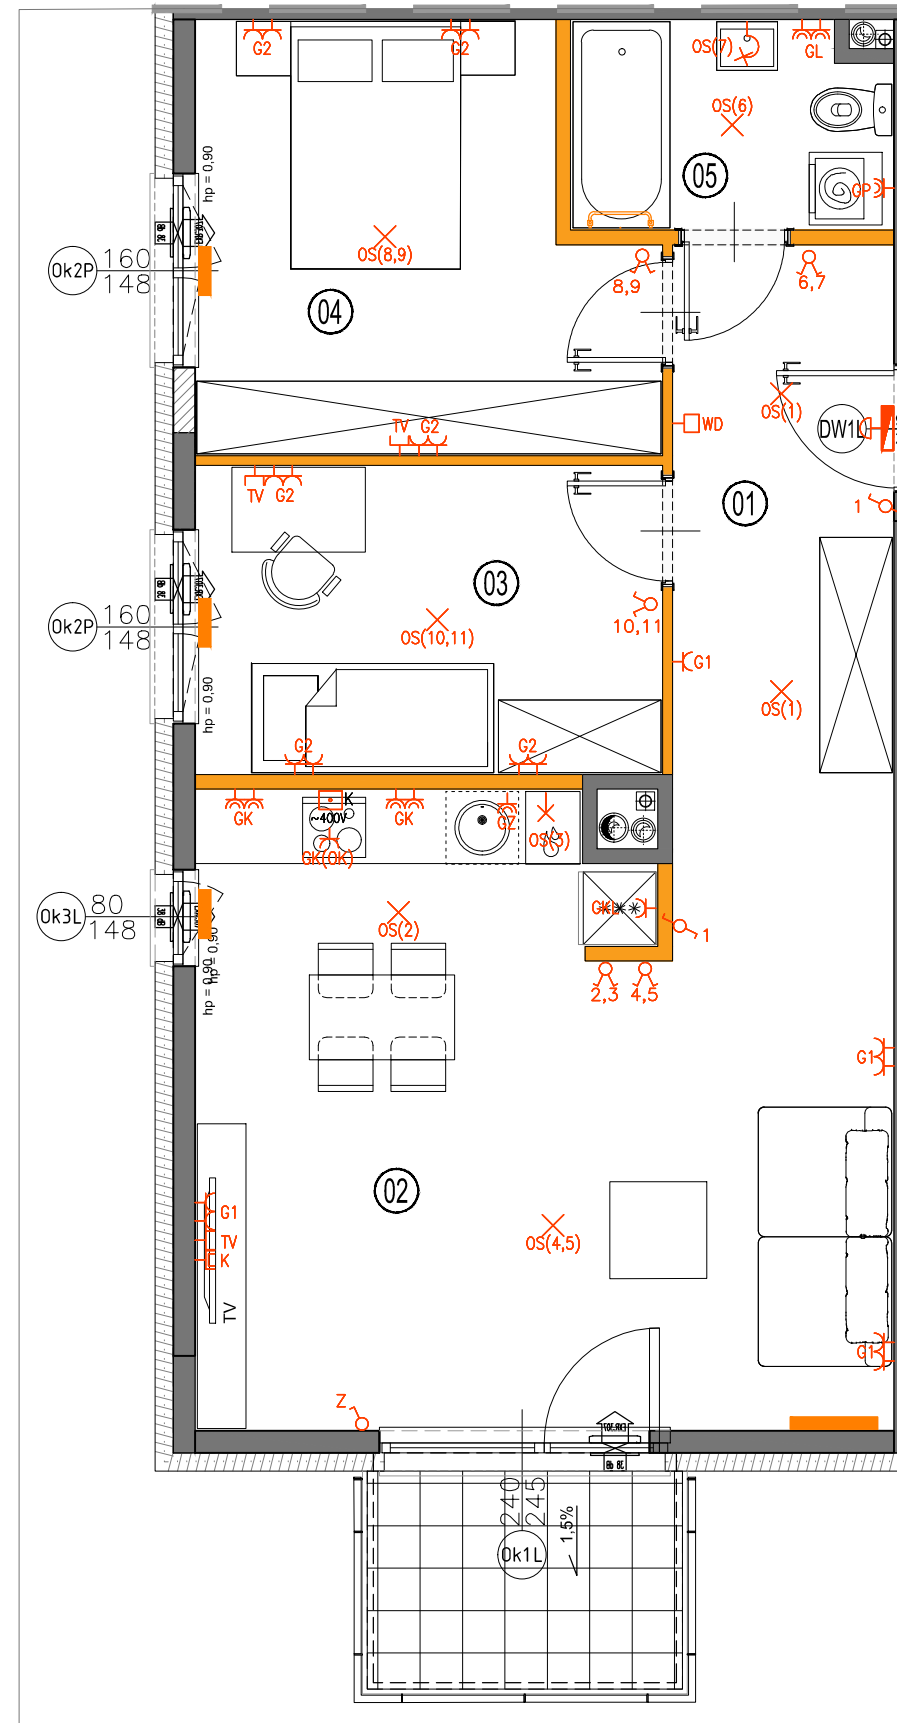 G2
G2
OS(7)
GL
OS(6)
hp = 0,90
05
GP
Ok2P
160
148
OS(8,9)
8,9
6,7
04
OS(1)
TV
G2
WD
DW1L
TV
G2
01
1
03
Ok2P
160
148
10,11
OS(10,11)
G1
hp = 0,90
OS(1)
G2
G2
GK
K
~400V
GK
GZ
OS(3)
GK(OK)
Ok3L
80
148
OS(2)
1
hp = 0,90
hp = 0,90
2,3
4,5
G1
02
G1
TV
K
OS(4,5)
TV
G1
Z
240
245
1,5%
Ok1L